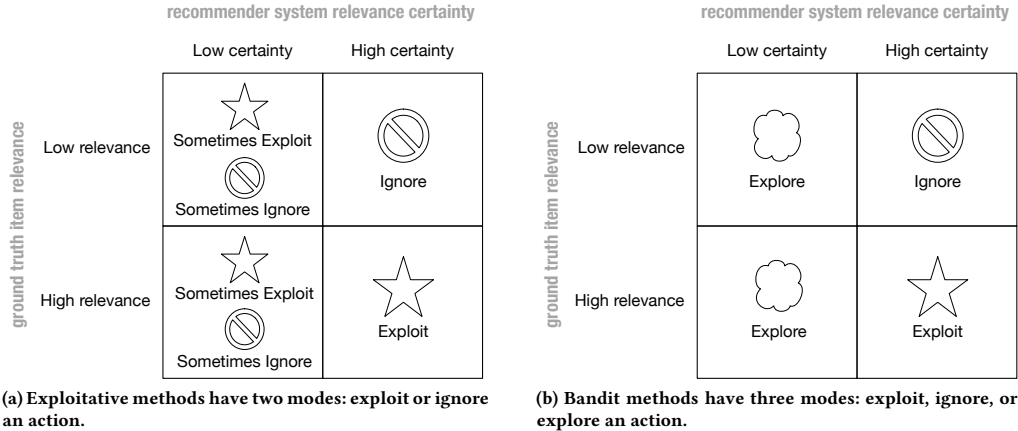 recommender system relevance certainty
Low certainty
High certainty
ground truth item relevance
Low relevance
Sometimes Exploit
Sometimes Ignore
Ignore
High relevance
Sometimes Exploit
Sometimes Ignore
Exploit
(a) Exploitative methods have two modes: exploit or ignore
an action.
recommender system relevance certainty
Low certainty
High certainty
ground truth item relevance
Low relevance
Explore
Ignore
High relevance
Explore
Exploit
(b) Bandit methods have three modes: exploit, ignore, or
explore an action.